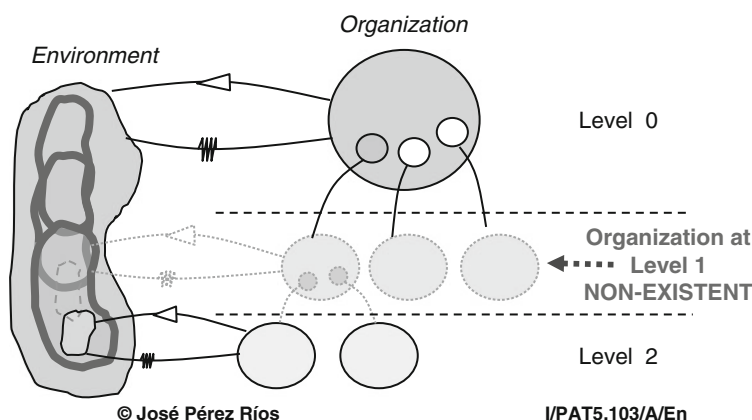 Organization
Environment
Level 0
Organization at
Level 1
NON-EXISTENT
Level 2
© José Pérez Ríos
I/PAT5.103/A/En